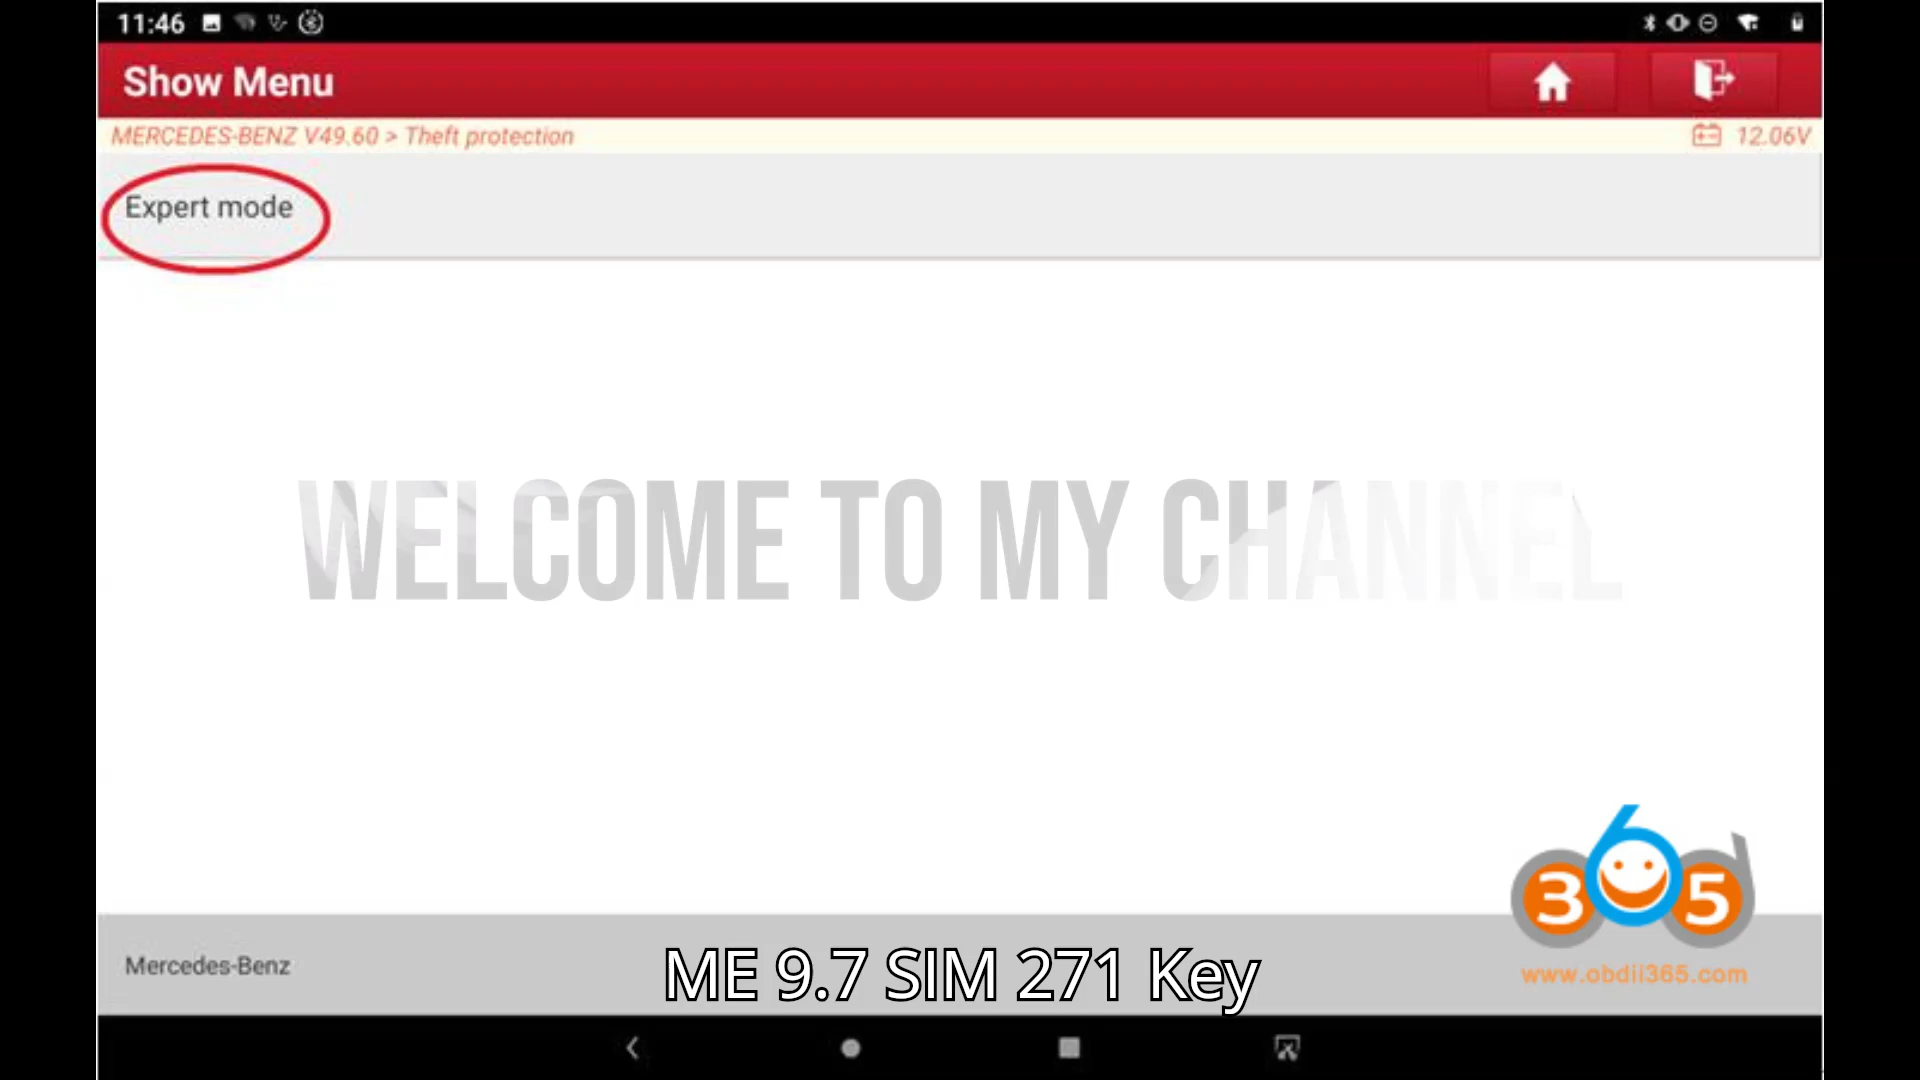 11:46
Show Menu
MERCEDES-BENZ V49.60 > Theft protection
12.06V
Expert mode
WELCOME TO MY CHANNEL
365
www.obdii365.com
Mercedes-Benz
ME 9.7 SIM 271 Key